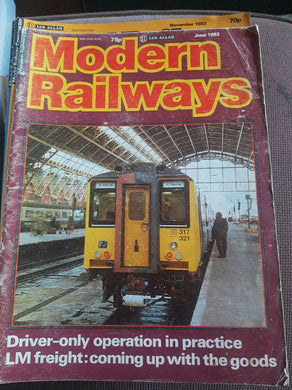 IAN ALLAN
November 1983
70p
75p
IAN ALLAN
June 1983
Modern
Railways
317
321
Driver-only operation in practice
LM freight: coming up with the goods